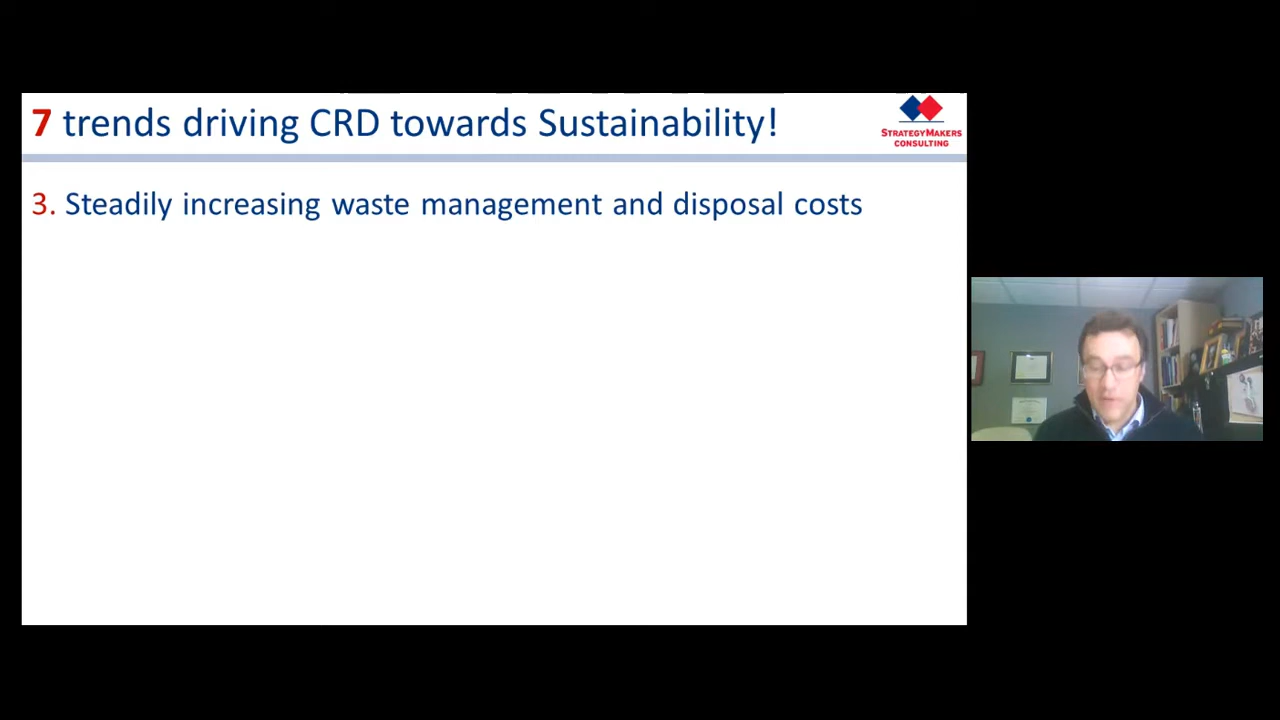 7 trends driving CRD towards Sustainability!
STRATEGYMAKERS
CONSULTING
3. Steadily increasing waste management and disposal costs